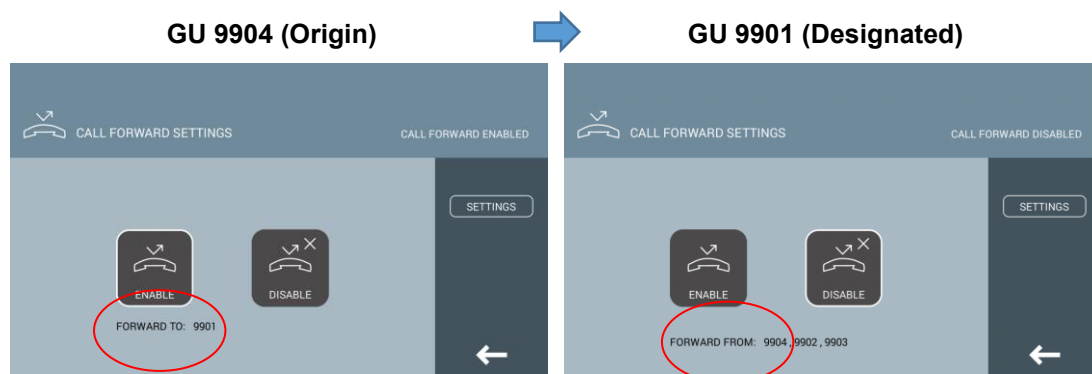 GU 9904 (Origin)
GU 9901 (Designated)
CALL FORWARD SETTINGS
CALL FORWARD ENABLED
SETTINGS
ENABLE
DISABLE
FORWARD TO: 9901
CALL FORWARD SETTINGS
CALL FORWARD DISABLED
SETTINGS
ENABLE
DISABLE
FORWARD FROM: 9904 , 9902 , 9903